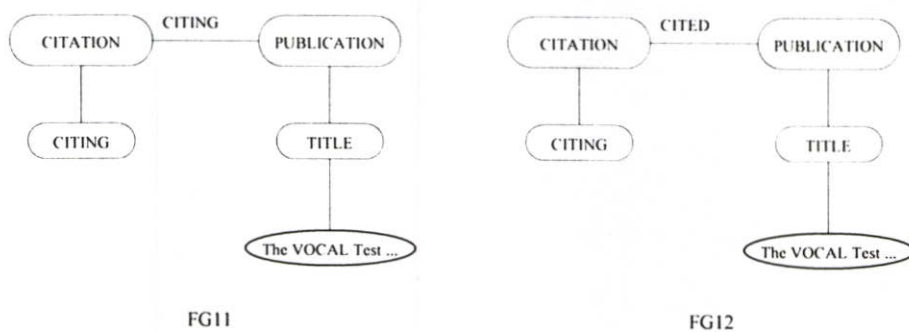 CITING
CITATION
PUBLICATION
CITING
TITLE
The VOCAL Test ...
FG11
CITED
CITATION
PUBLICATION
CITING
TITLE
The VOCAL Test ...
FG12